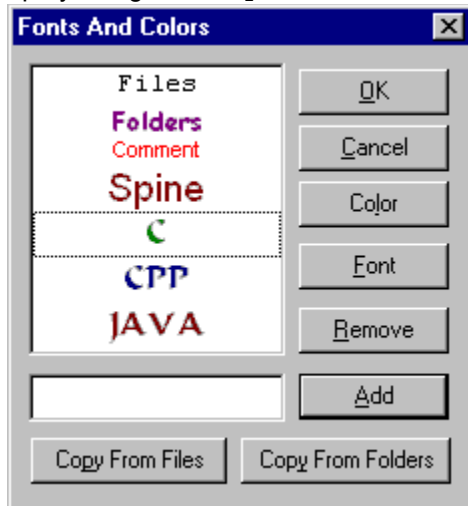 Fonts And Colors
Files
Folders
Comment
Spine
C
CPP
JAVA
OK
Cancel
Color
Font
Remove
Add
Copy From Files
Copy From Folders